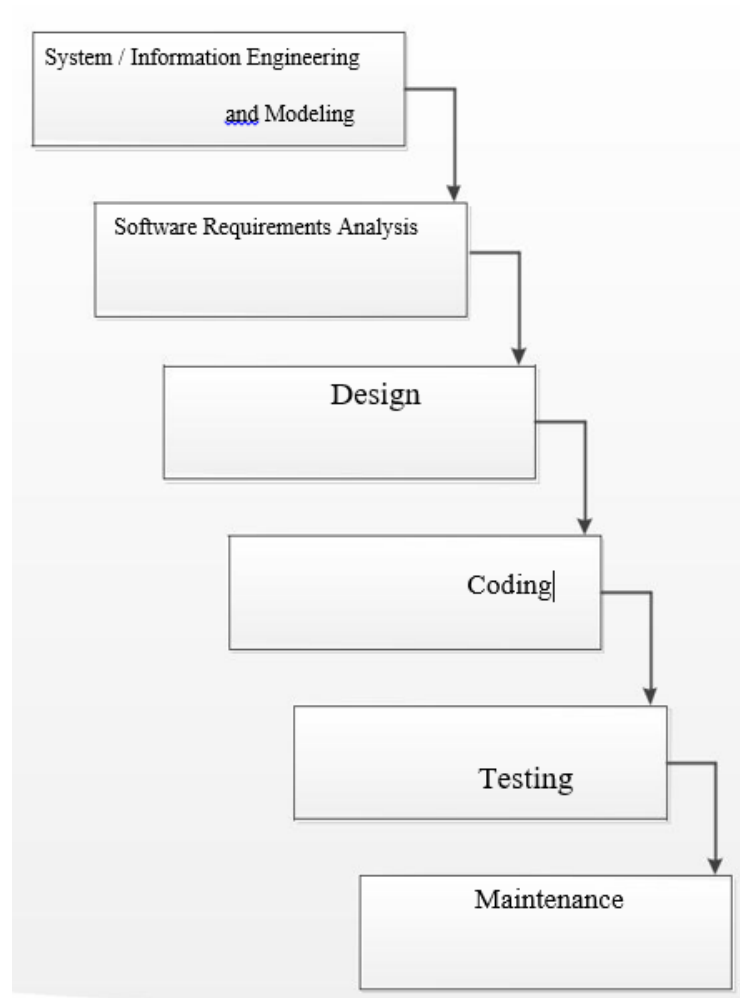 System / Information Engineering
and Modeling
Software Requirements Analysis
Design
Coding
Testing
Maintenance